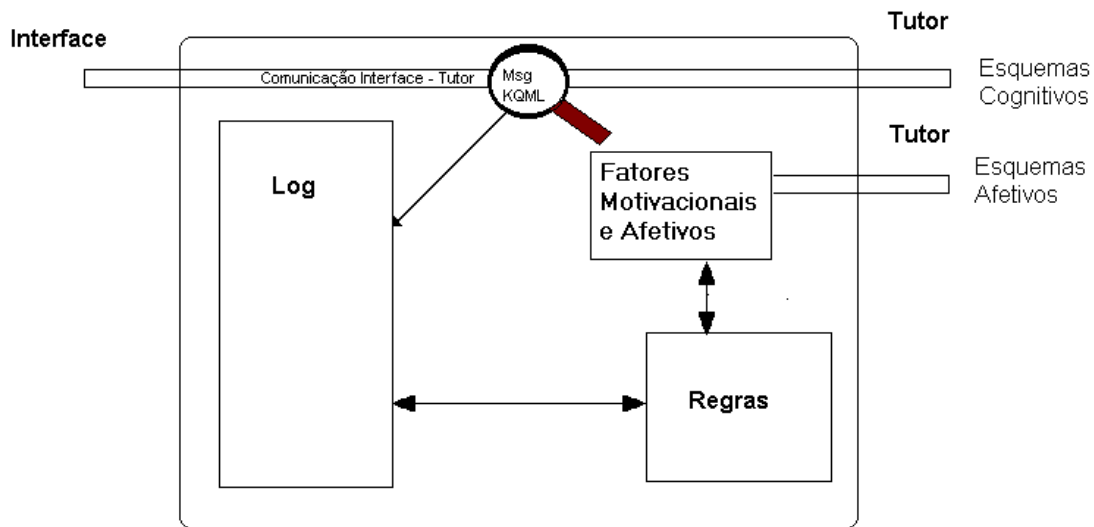 Interface
Tutor
Comunicação Interface - Tutor
Msg
KQML
Esquemas
Cognitivos
Tutor
Log
Fatores
Motivacionais
e Afetivos
Esquemas
Afetivos
Regras